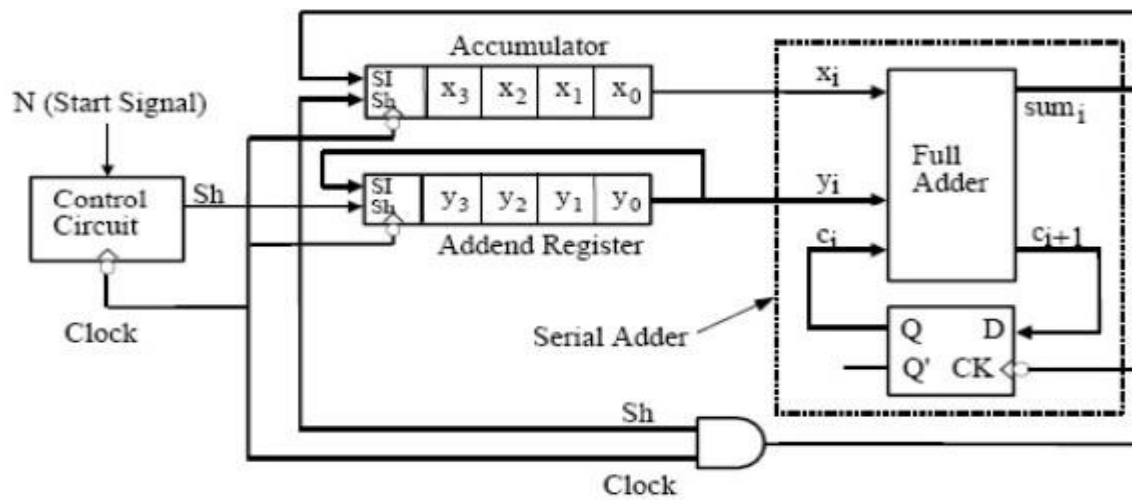 Accumulator
N (Start Signal)
SI
Sh
x3 x2 x1 x0
xi
sumi
Control
Circuit
Sh
SI
Sh
y3 y2 y1 y0
yi
Full
Adder
Addend Register
ci
ci+1
Clock
Serial Adder
Q D
Q' CK
Sh
Clock